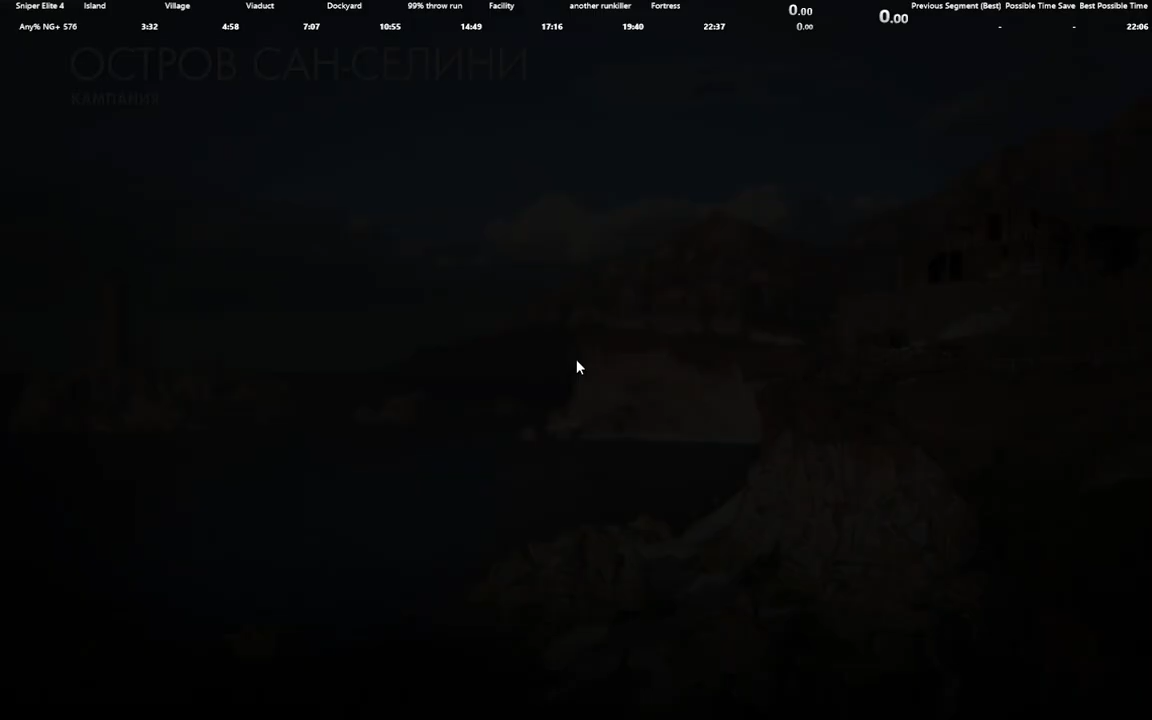 Sniper Elite 4 Island Village Viaduct Dockyard 99% throw run Facility another runkiller Fortress 0.00 0.00 Previous Segment (Best) Possible Time Save Best Possible Time
Any% NG+ 576 3:32 4:58 7:07 10:55 14:49 17:16 19:40 22:37 0.00 - - 22:06
ОСТРОВ САН-СЕЛИНИ
КАМПАНИЯ